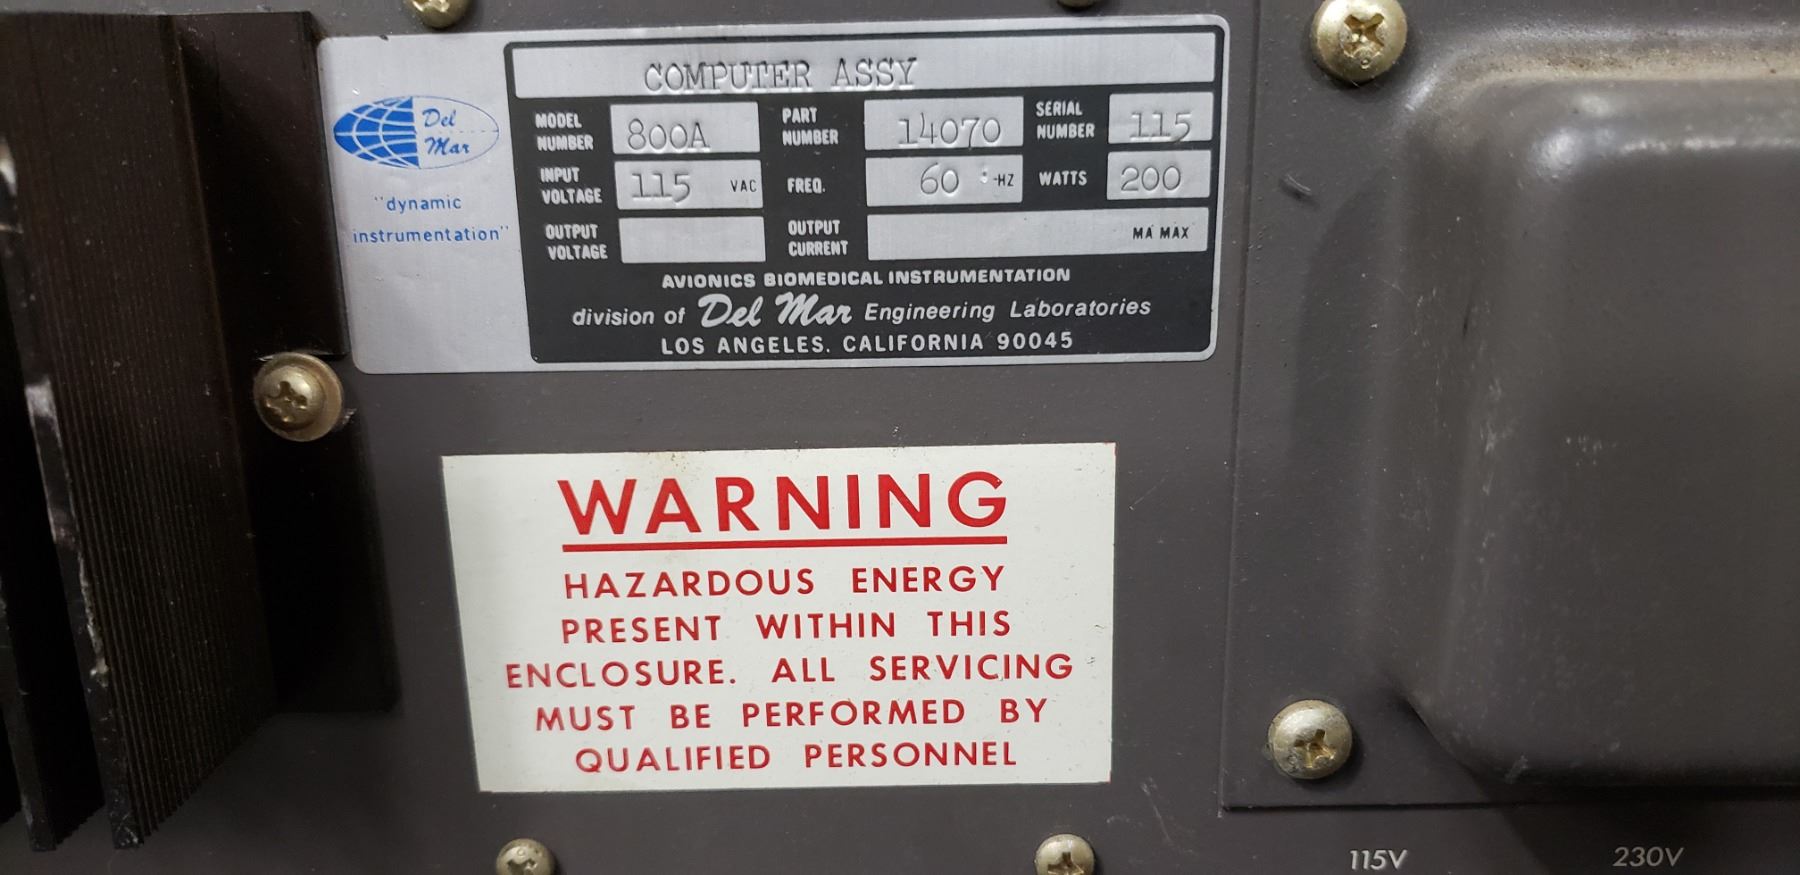 COMPUTER ASSY
Del
Mar
"dynamic
instrumentation"
MODEL NUMBER 800A PART NUMBER 14070 SERIAL NUMBER 115
INPUT VOLTAGE 115 VAC FREQ. 60 -HZ WATTS 200
OUTPUT VOLTAGE OUTPUT CURRENT MA MAX
AVIONICS BIOMEDICAL INSTRUMENTATION
division of Del Mar Engineering Laboratories
LOS ANGELES, CALIFORNIA 90045
WARNING
HAZARDOUS ENERGY
PRESENT WITHIN THIS
ENCLOSURE. ALL SERVICING
MUST BE PERFORMED BY
QUALIFIED PERSONNEL
115V 230V